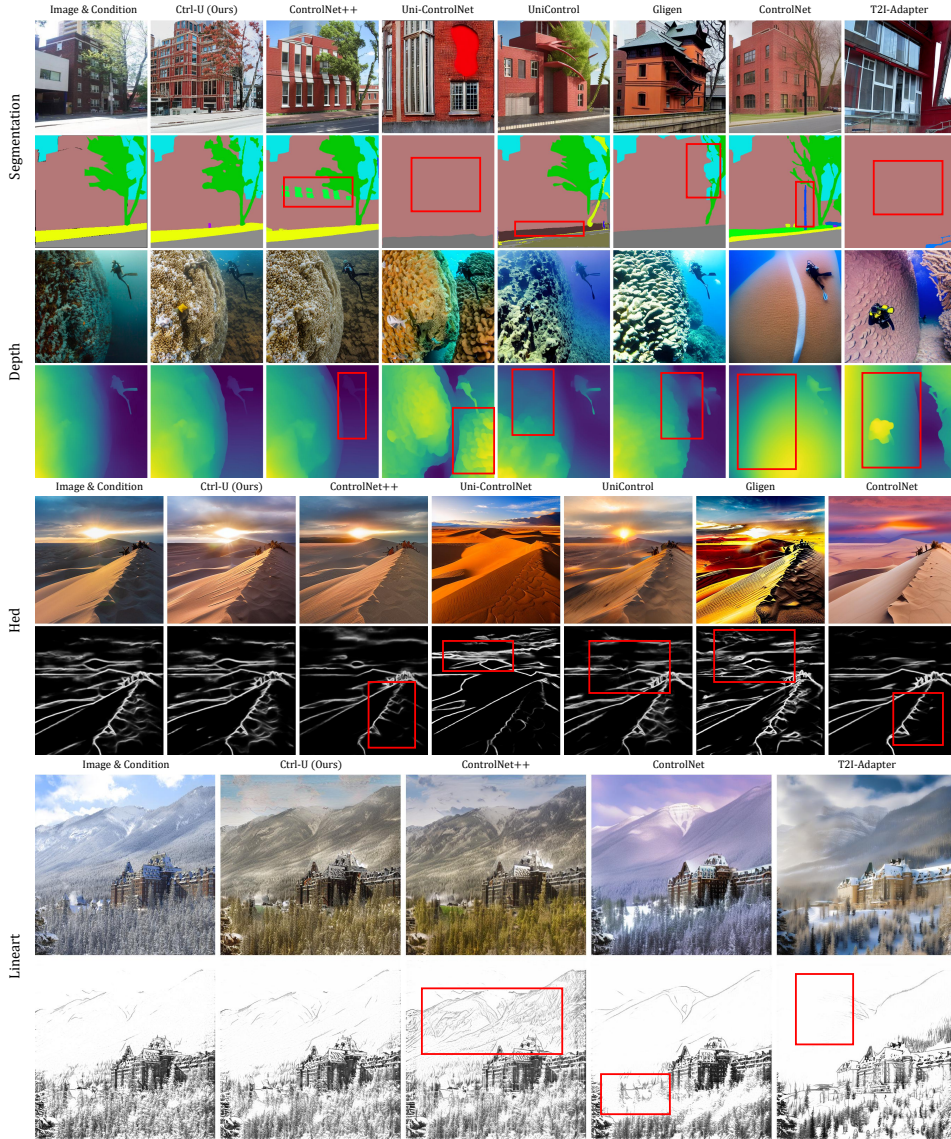 Image & Condition Ctrl-U (Ours) ControlNet++ Uni-ControlNet UniControl Gligen ControlNet T2I-Adapter
Segmentation
Depth
Image & Condition Ctrl-U (Ours) ControlNet++ Uni-ControlNet UniControl Gligen ControlNet
Hed
Image & Condition Ctrl-U (Ours) ControlNet++ ControlNet T2I-Adapter
Lineart